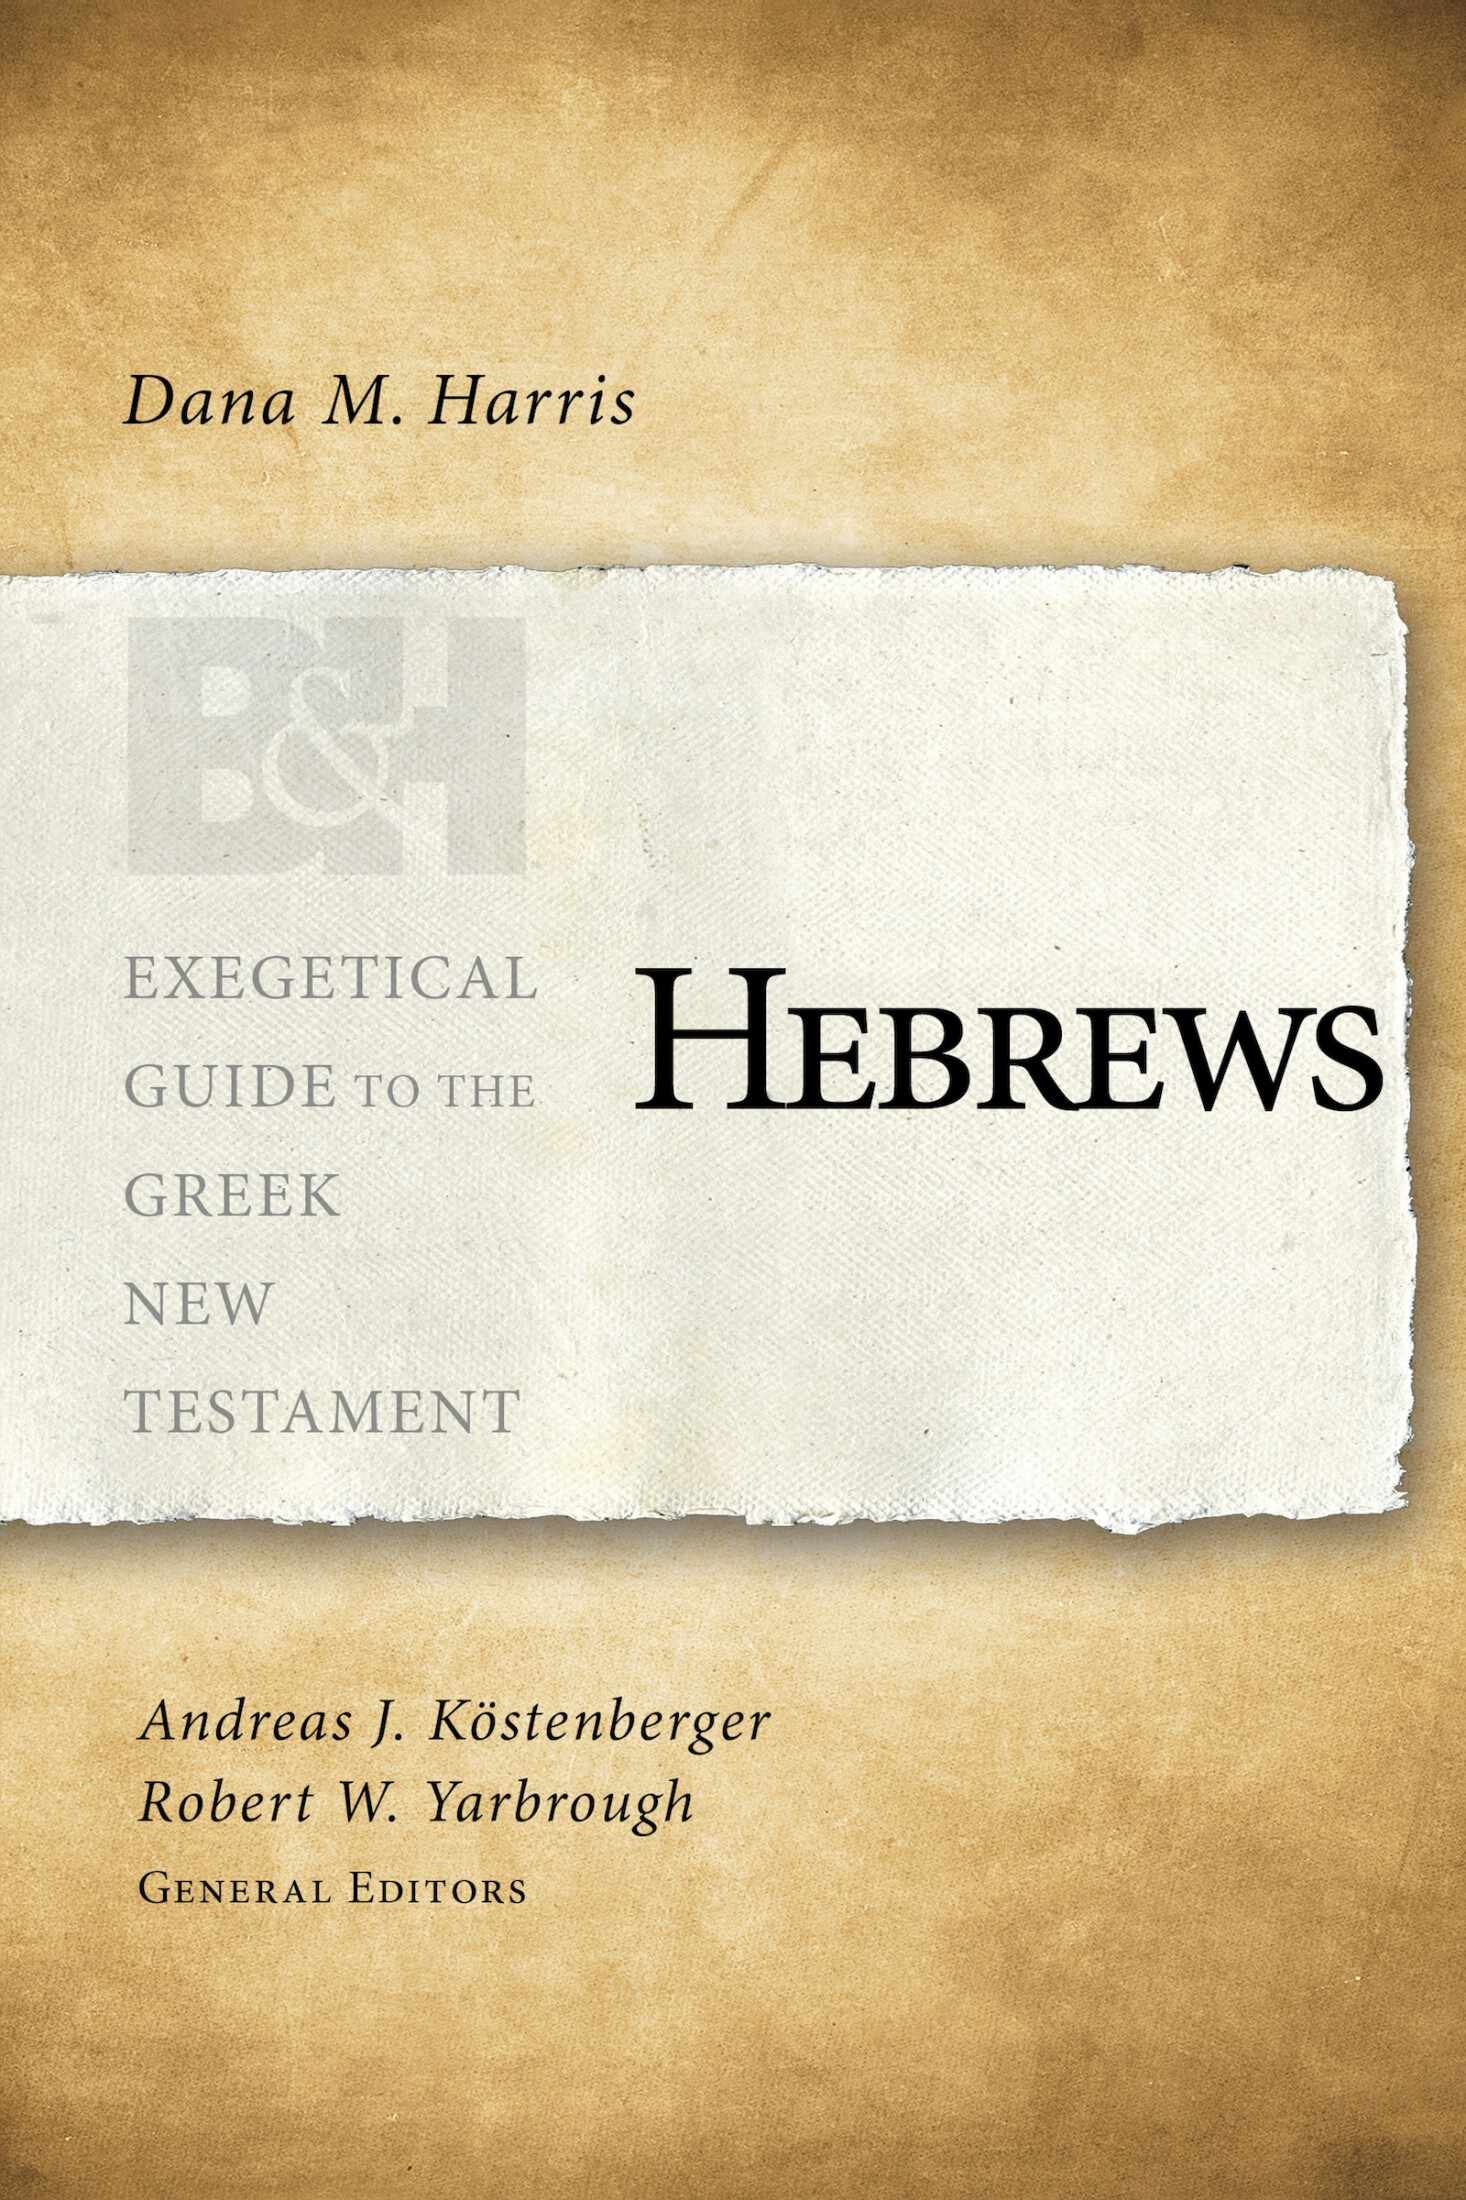 Dana M. Harris
B&H
EXEGETICAL
GUIDE TO THE
GREEK
NEW
TESTAMENT
HEBREWS
Andreas J. Köstenberger
Robert W. Yarbrough
GENERAL EDITORS